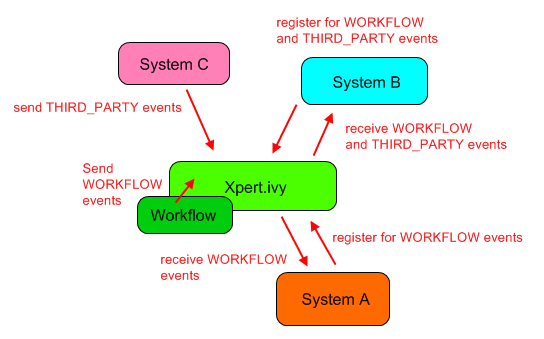 register for WORKFLOW
and THIRD_PARTY events
System C
System B
send THIRD_PARTY events
receive WORKFLOW
and THIRD_PARTY events
Send
WORKFLOW
events
Xpert.ivy
Workflow
register for WORKFLOW events
receive WORKFLOW
events
System A